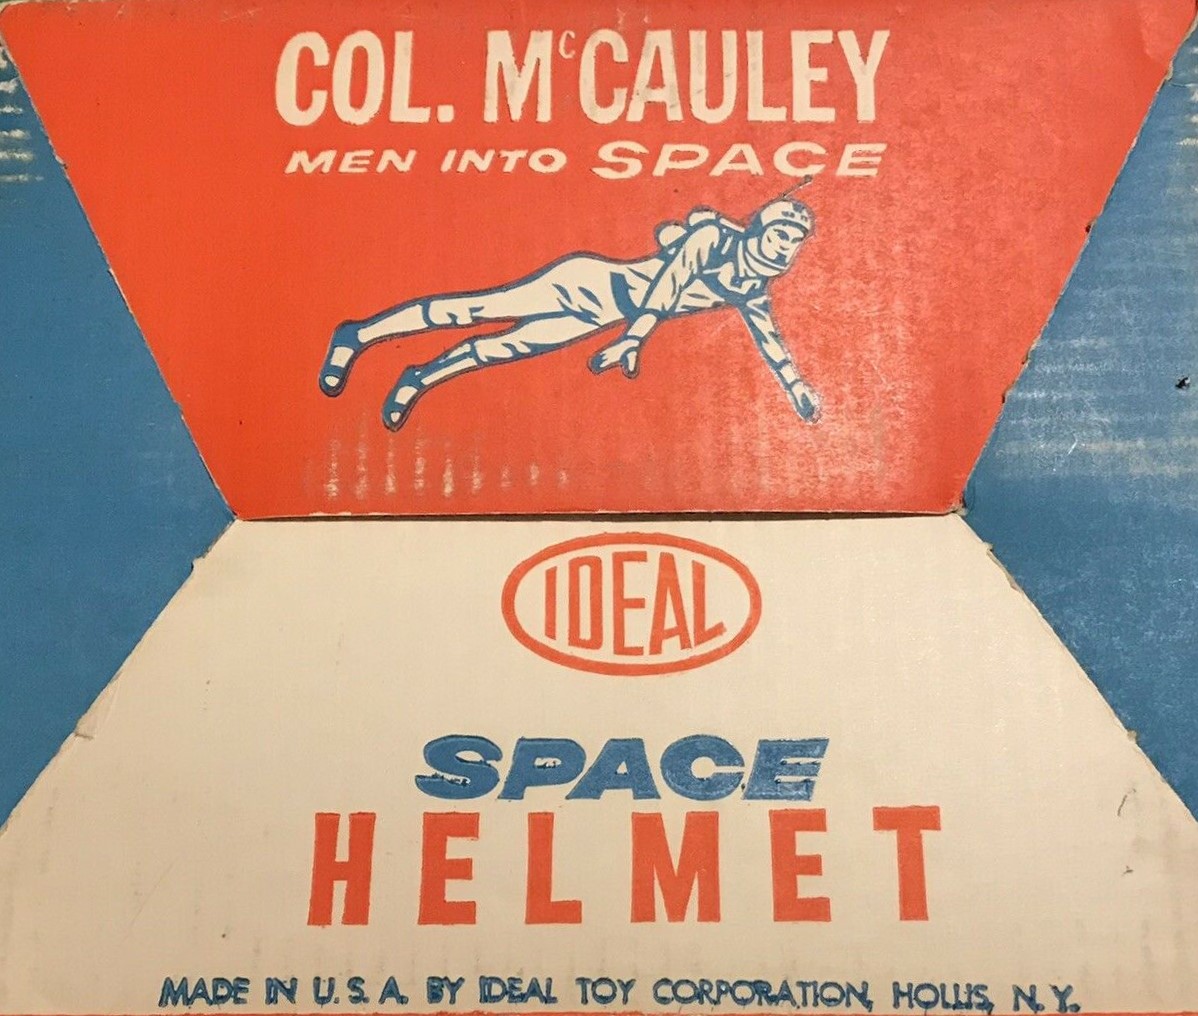 COL. McCAULEY
MEN INTO SPACE
IDEAL
SPACE
HELMET
MADE IN U.S.A. BY IDEAL TOY CORPORATION, HOLLIS, N.Y.